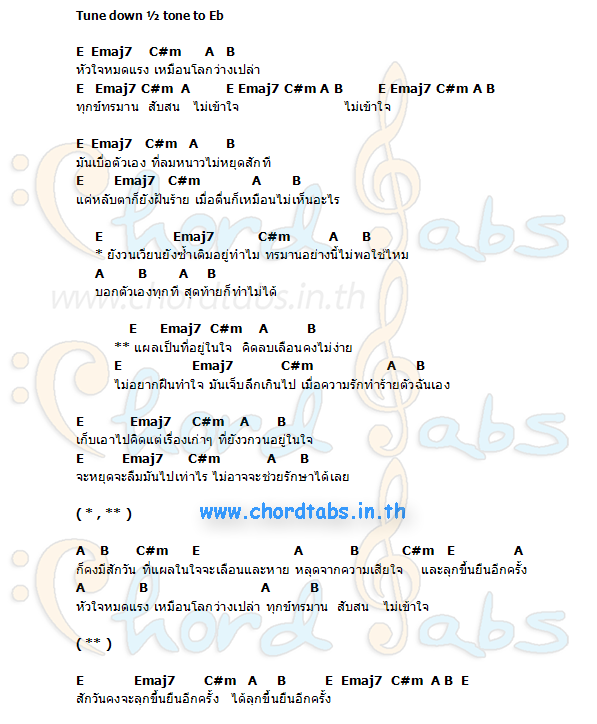 Tune down ½ tone to Eb
E Emaj7 C#m A B
หัวใจหมดแรง เหมือนโลกว่างเปล่า
E Emaj7 C#m A E Emaj7 C#m A B E Emaj7 C#m A B
ทุกข์ทรมาน สับสน ไม่เข้าใจ ไม่เข้าใจ
E Emaj7 C#m A B
มันเบื่อตัวเอง ที่ลมหนาวไม่หยุดสักที
E Emaj7 C#m A B
แค่หลับตาก็ยังฝันร้าย เมื่อตื่นก็เหมือนไม่เห็นอะไร
E Emaj7 C#m A B
* ยังวนเวียนยังซ้ำเดิมอยู่ทำไม ทรมานอย่างนี้ไม่พอใช่ไหม
A B A B
บอกตัวเองทุกที สุดท้ายก็ทำไม่ได้
www.chordtabs.in.th
E Emaj7 C#m A B
** แผลเป็นที่อยู่ในใจ คิดลบเลือนคงไม่ง่าย
E Emaj7 C#m A B
ไม่อยากฝืนทำใจ มันเจ็บลึกเกินไป เมื่อความรักทำร้ายตัวฉันเอง
E Emaj7 C#m A B
เก็บเอาไปคิดแต่เรื่องเก่าๆ ที่ยังวกวนอยู่ในใจ
E Emaj7 C#m A B
จะหยุดจะลืมมันไปเท่าไร ไม่อาจจะช่วยรักษาได้เลย
( * , ** )
www.chordtabs.in.th
A B C#m E A B C#m E A
ก็คงมีสักวัน ที่แผลในใจจะเลือนและหาย หลุดจากความเสียใจ และลุกขึ้นยืนอีกครั้ง
A B A B
หัวใจหมดแรง เหมือนโลกว่างเปล่า ทุกข์ทรมาน สับสน ไม่เข้าใจ
( ** )
E Emaj7 C#m A B E Emaj7 C#m A B E
สักวันคงจะลุกขึ้นยืนอีกครั้ง ได้ลุกขึ้นยืนอีกครั้ง